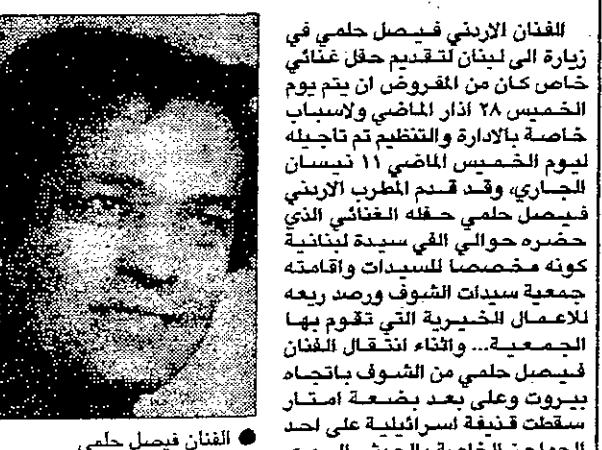 الفنان الاردني فيصل حلمي في
زيارة الى لبنان لتقديم حفل غنائي
خاص كان من المفروض ان يتم يوم
الخميس ٢٨ اذار الماضي ولاسباب
خاصة بالادارة والتنظيم تم تاجيله
ليوم الخميس الماضي ١١ نيسان
الجاري، وقد قدم المطرب الاردني
فيصل حلمي حفله الغنائي الذي
حضره حوالي الفي سيدة لبنانية
كونه مخصصا للسيدات واقامته
جمعية سيدات الشوف ورصد ريعه
للاعمال الخيرية التي تقوم بها
الجمعية... واثناء انتقال الفنان
فيصل حلمي من الشوف باتجاه
بيروت وعلى بعد بضعة امتار
سقطت قذيفة اسرائيلية على احد
● الفنان فيصل حلمي